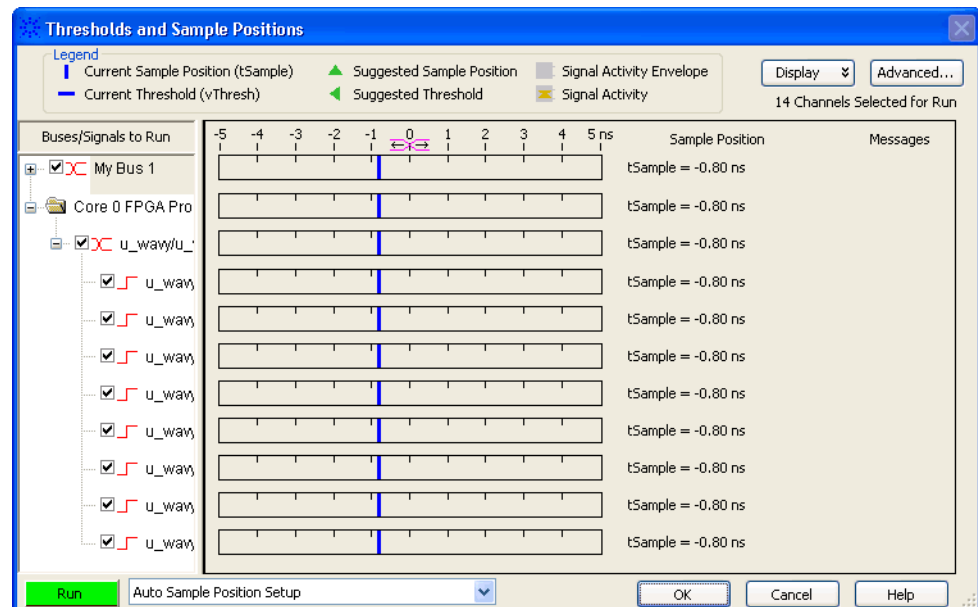 Thresholds and Sample Positions
Legend
Current Sample Position (tSample) Suggested Sample Position Signal Activity Envelope
Current Threshold (vThresh) Suggested Threshold Signal Activity
Display Advanced...
14 Channels Selected for Run
Buses/Signals to Run -5 -4 -3 -2 -1 0 1 2 3 4 5 ns Sample Position Messages
My Bus 1 tSample = -0.80 ns
Core 0 FPGA Pro tSample = -0.80 ns
u_wavy/u_ tSample = -0.80 ns
u_wavy tSample = -0.80 ns
u_wavy tSample = -0.80 ns
u_wavy tSample = -0.80 ns
u_wavy tSample = -0.80 ns
u_wavy tSample = -0.80 ns
u_wavy tSample = -0.80 ns
u_wavy tSample = -0.80 ns
u_wavy tSample = -0.80 ns
Run Auto Sample Position Setup OK Cancel Help